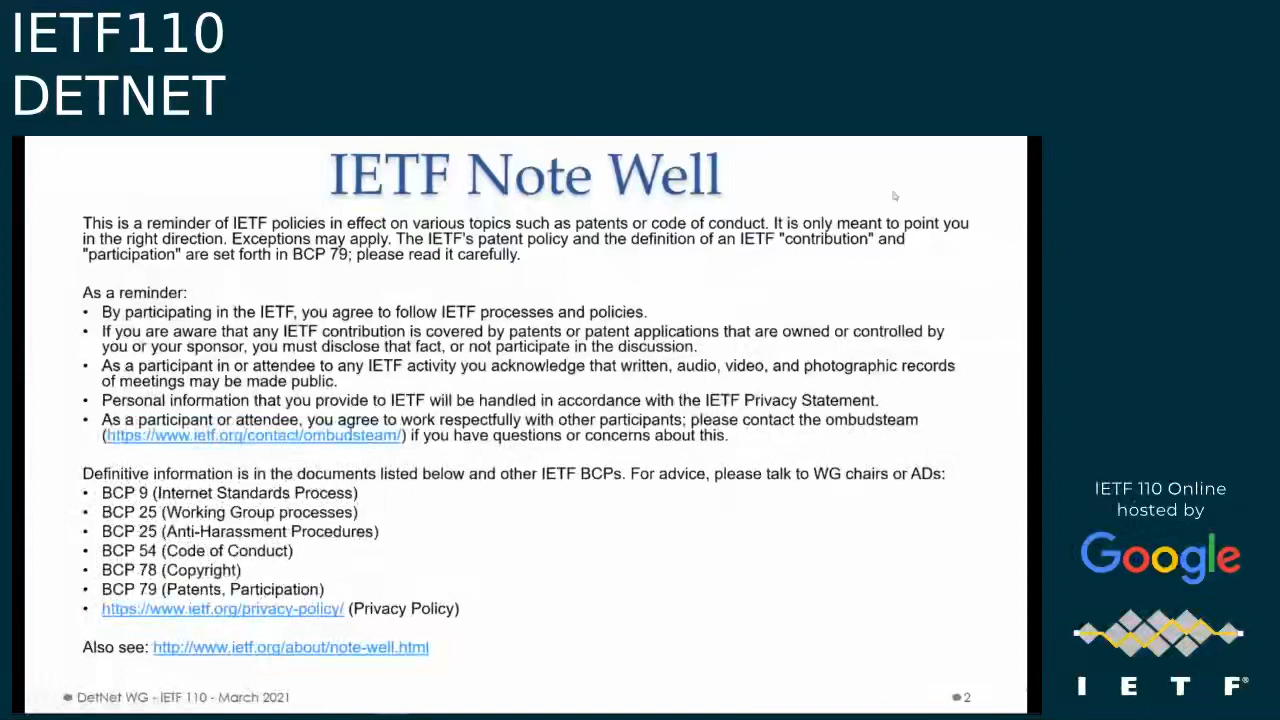 IETF110
DETNET
IETF Note Well
This is a reminder of IETF policies in effect on various topics such as patents or code of conduct. It is only meant to point you
in the right direction. Exceptions may apply. The IETF's patent policy and the definition of an IETF "contribution" and
"participation" are set forth in BCP 79; please read it carefully.
As a reminder:
• By participating in the IETF, you agree to follow IETF processes and policies.
• If you are aware that any IETF contribution is covered by patents or patent applications that are owned or controlled by
you or your sponsor, you must disclose that fact, or not participate in the discussion.
• As a participant in or attendee to any IETF activity you acknowledge that written, audio, video, and photographic records
of meetings may be made public.
• Personal information that you provide to IETF will be handled in accordance with the IETF Privacy Statement.
• As a participant or attendee, you agree to work respectfully with other participants; please contact the ombudsteam
(https://www.ietf.org/contact/ombudsteam/) if you have questions or concerns about this.
Definitive information is in the documents listed below and other IETF BCPs. For advice, please talk to WG chairs or ADs:
• BCP 9 (Internet Standards Process)
• BCP 25 (Working Group processes)
• BCP 25 (Anti-Harassment Procedures)
• BCP 54 (Code of Conduct)
• BCP 78 (Copyright)
• BCP 79 (Patents, Participation)
• https://www.ietf.org/privacy-policy/ (Privacy Policy)
Also see: http://www.ietf.org/about/note-well.html
DetNet WG - IETF 110 - March 2021
2
IETF 110 Online
hosted by
Google
I E T F®